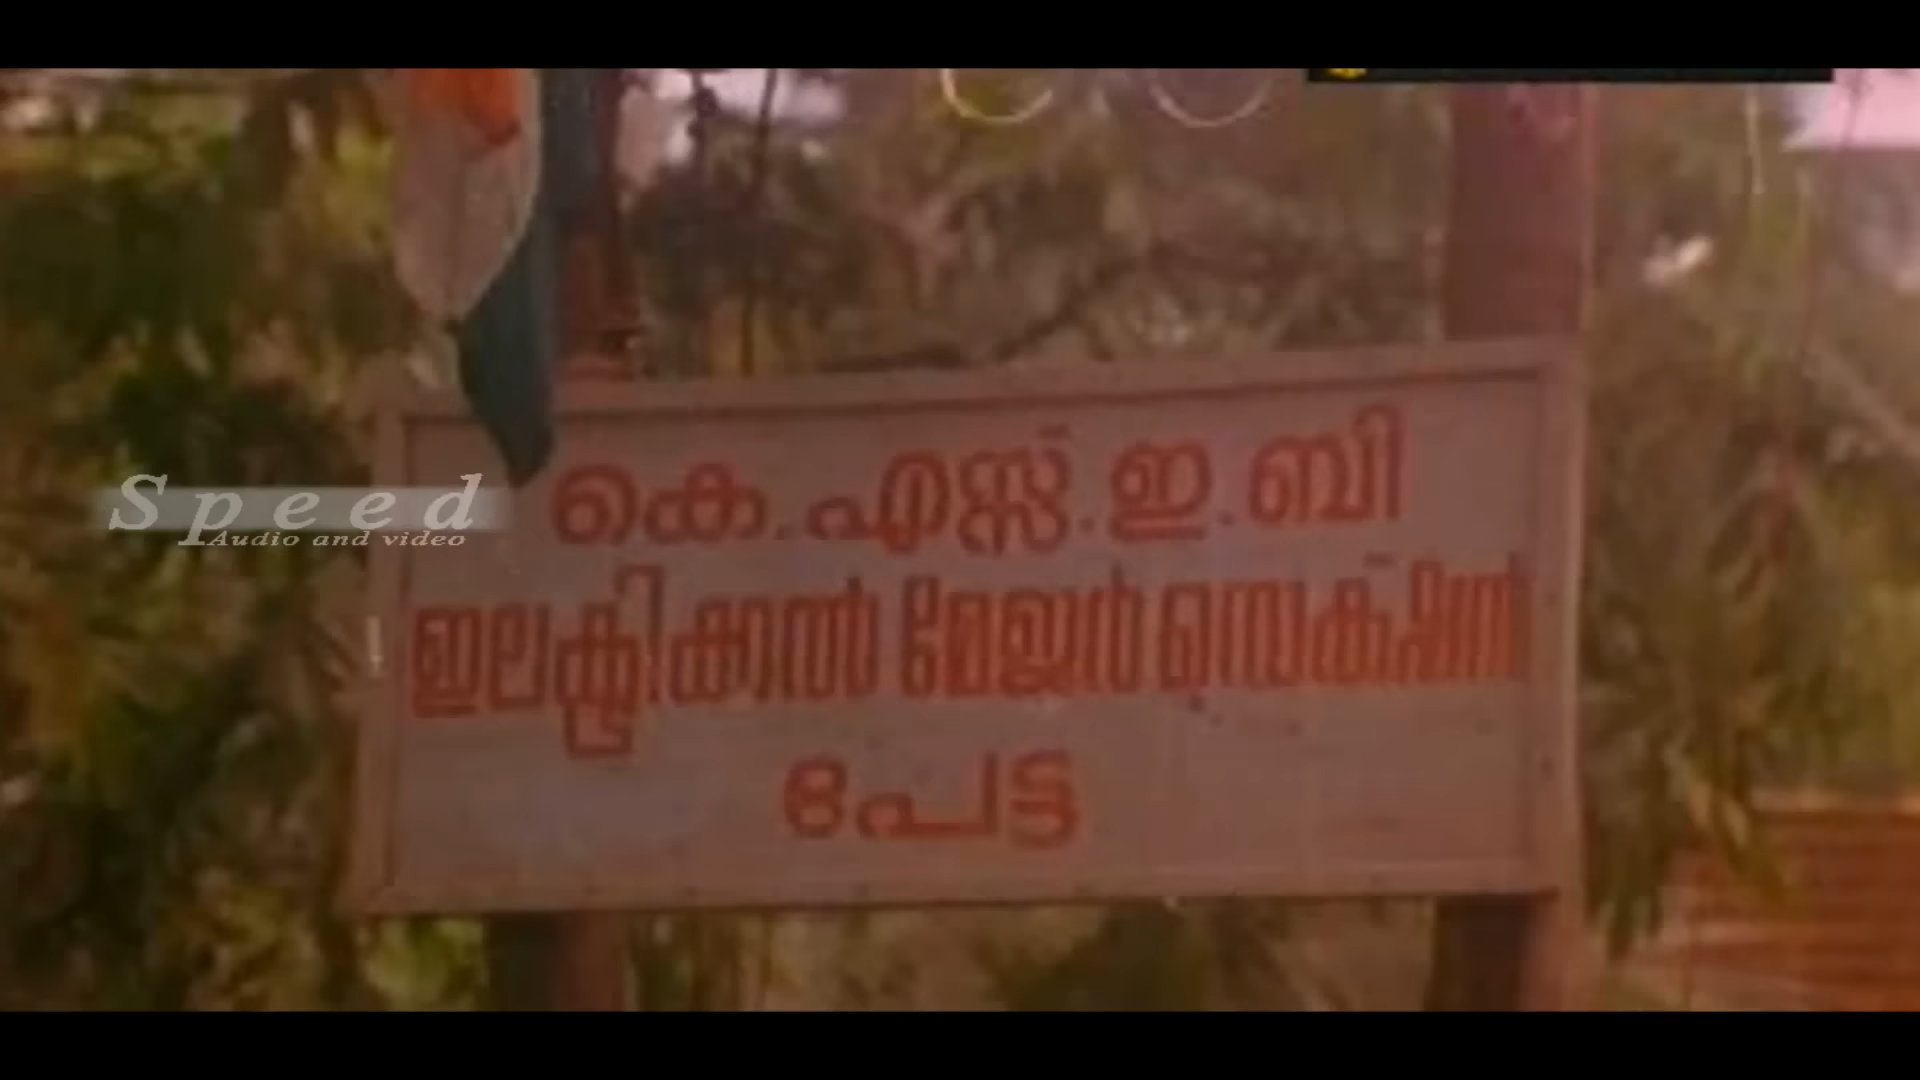 കെ.എസ്സ്.ഇ.ബി
ഇലക്ട്രിക്കൽ മേജർ സെക്ഷൻ
പേട്ട
Speed
Audio and video